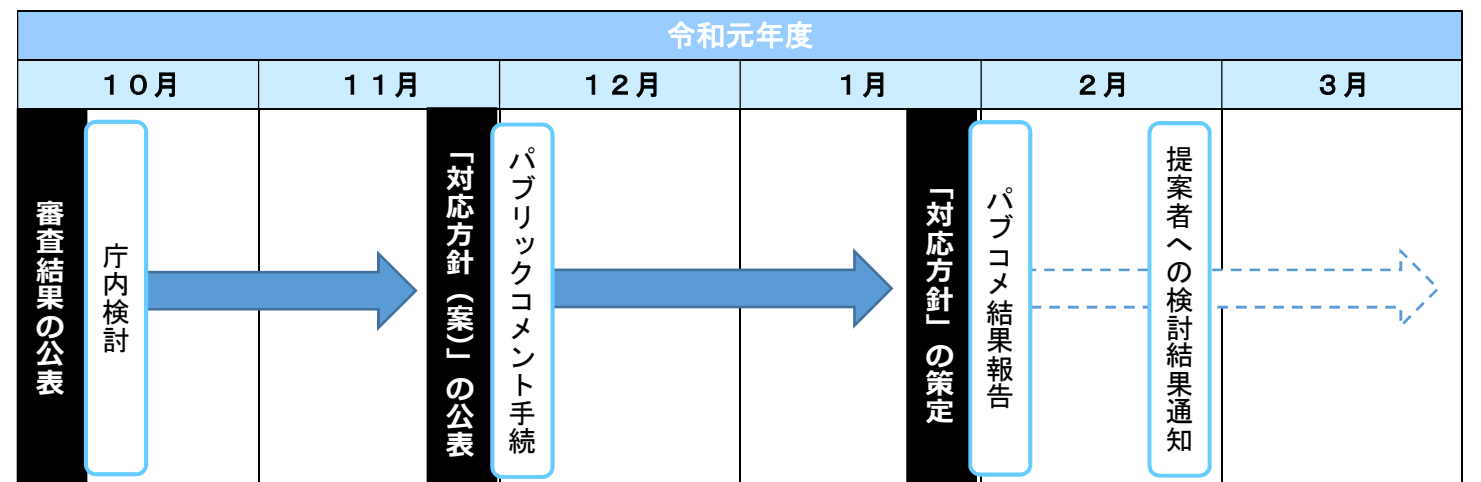 令和元年度
１０月
１１月
１２月
１月
２月
３月
審査結果の公表
庁内検討
「対応方針（案）」の公表
パブリックコメント手続
「対応方針」の策定
パブコメ結果報告
提案者への検討結果通知